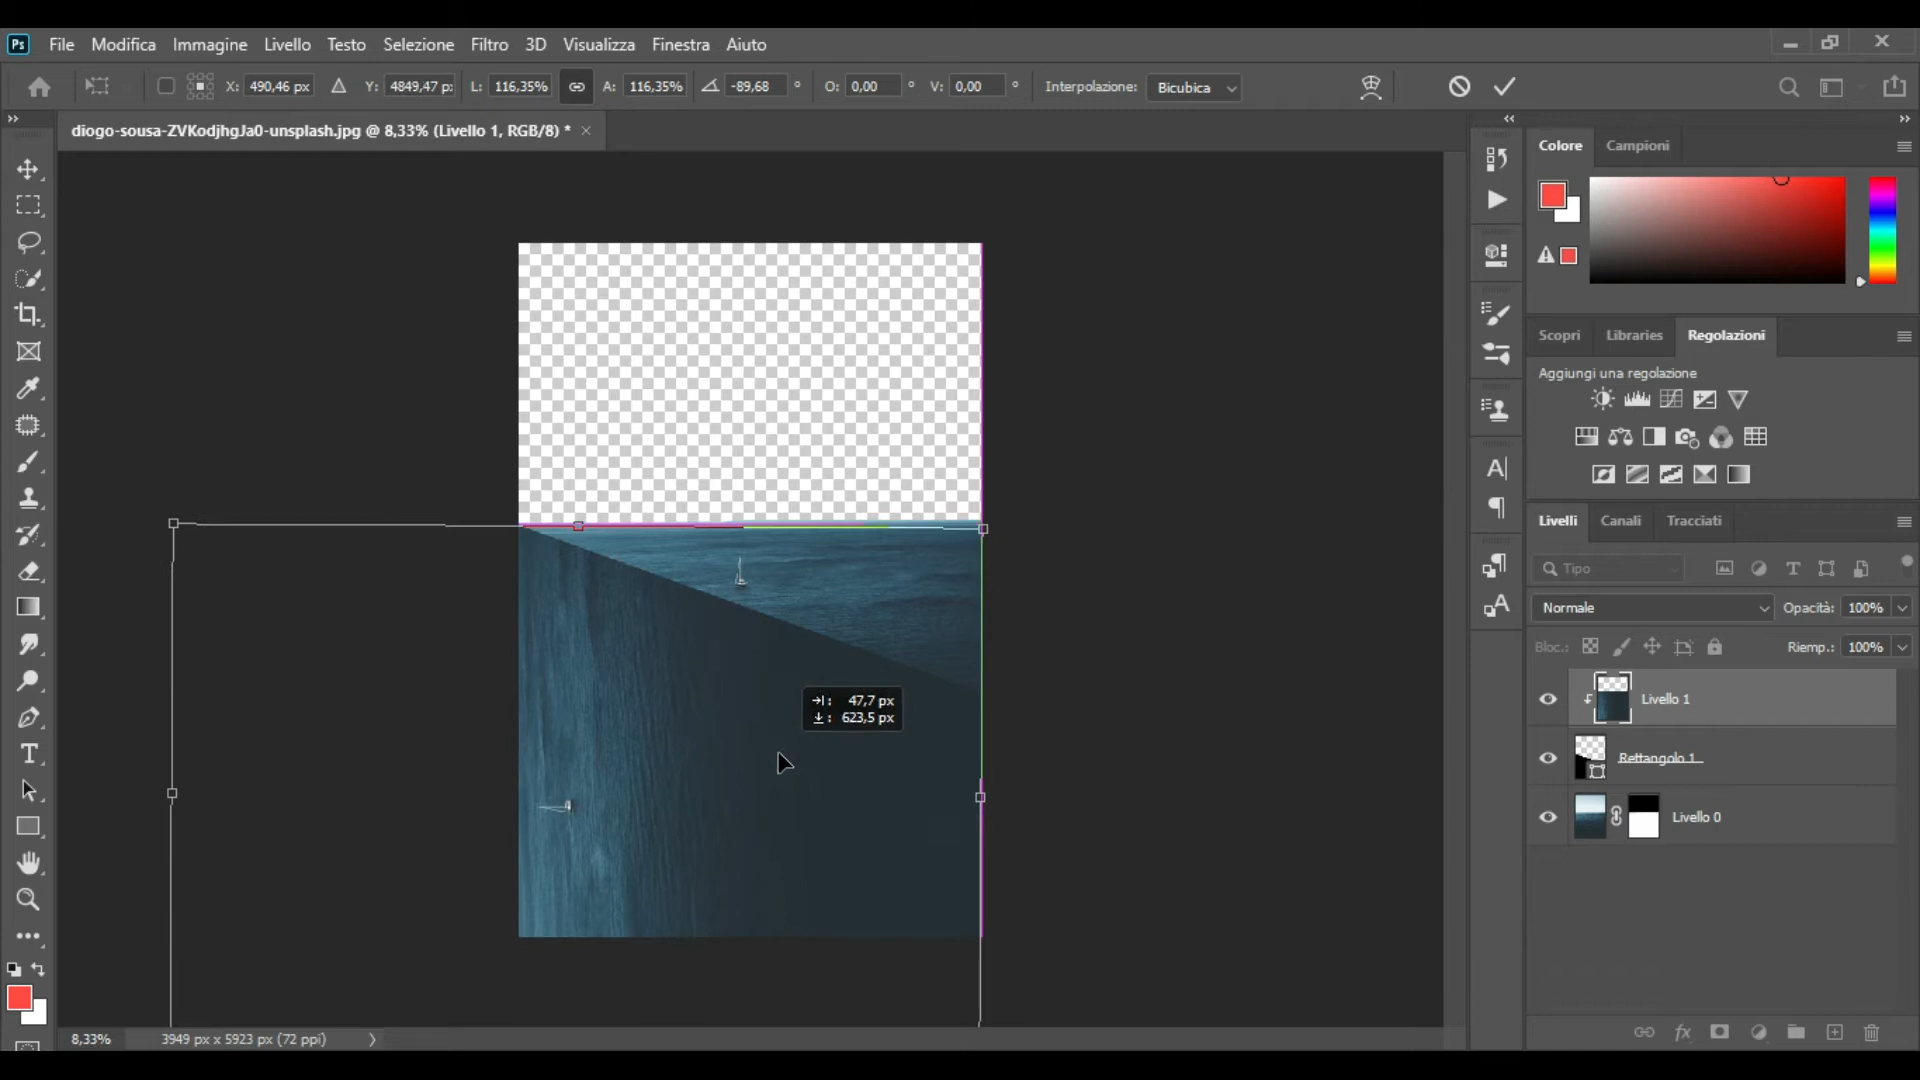 Ps File Modifica Immagine Livello Testo Selezione Filtro 3D Visualizza Finestra Aiuto
X: 490,46 px Y: 4849,47 p: L: 116,35% A: 116,35% -89,68 ° O: 0,00 ° V: 0,00 ° Interpolazione: Bicubica
diogo-sousa-ZVKodjhgJa0-unsplash.jpg @ 8,33% (Livello 1, RGB/8) *
Colore Campioni
Scopri Libraries Regolazioni
Aggiungi una regolazione
Livelli Canali Tracciati
Tipo
Normale Opacità: 100%
Bloc.: Riemp.: 100%
47,7 px
623,5 px
Livello 1
Rettangolo 1
Livello 0
8,33% 3949 px x 5923 px (72 ppi)